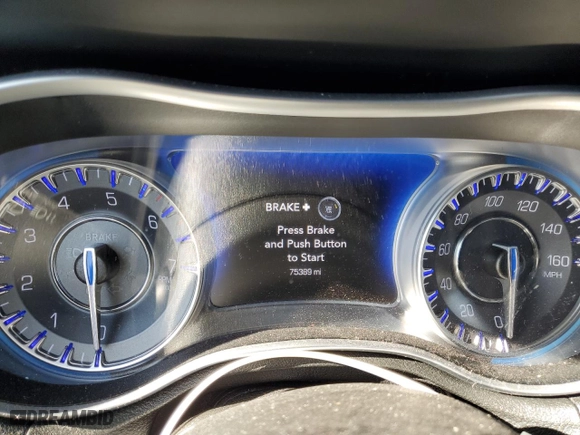 BRAKE +
Press Brake
and Push Button
to Start
75389 mi
0
1
2
3
4
5
6
7
BRAKE
0
20
40
60
80
100
120
140
160
MPH
DREAMBID